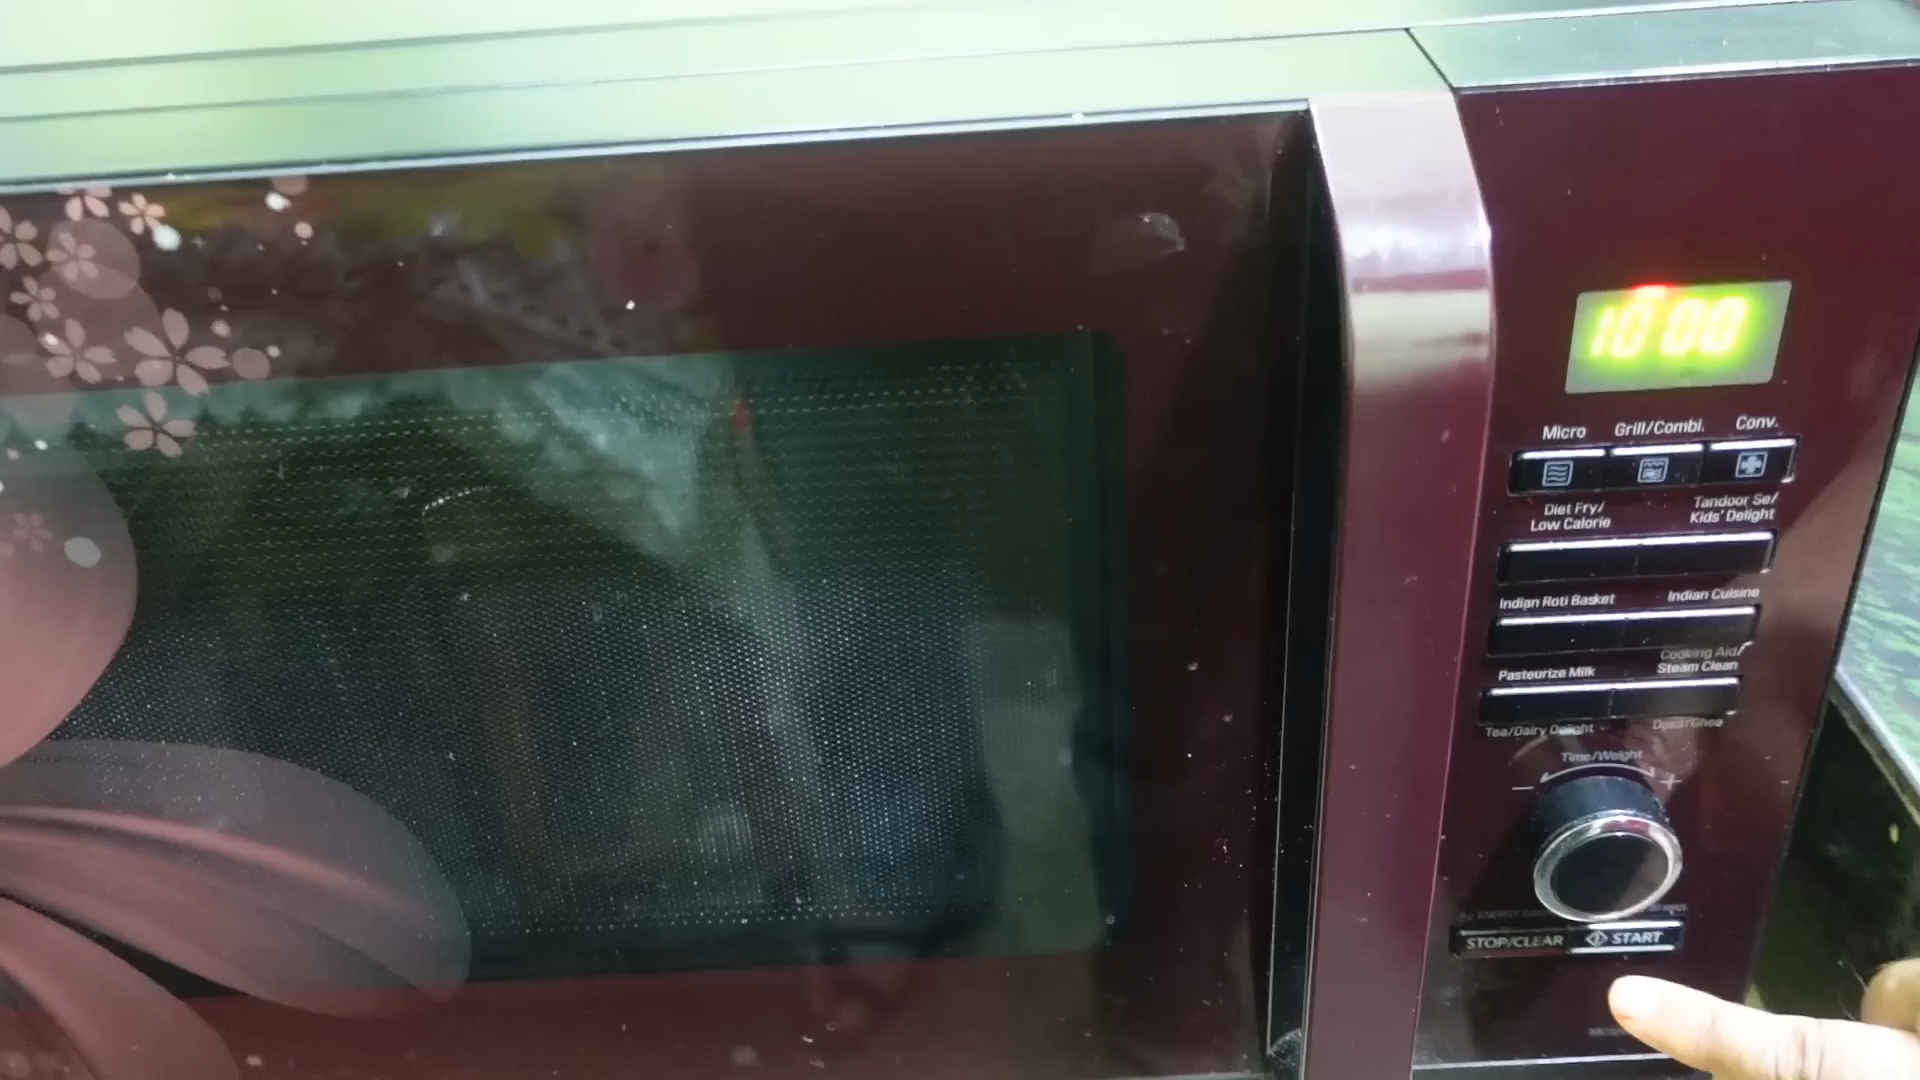 10:00
Micro Grill/Combi. Conv.
Diet Fry/
Low Calorie
Tandoor Se/
Kids' Delight
Indian Roti Basket Indian Cuisine
Pasteurize Milk
Cooking Aid/
Steam Clean
Tea/Dairy Delight Dosa/Ghee
Time/Weight
− +
STOP/CLEAR START